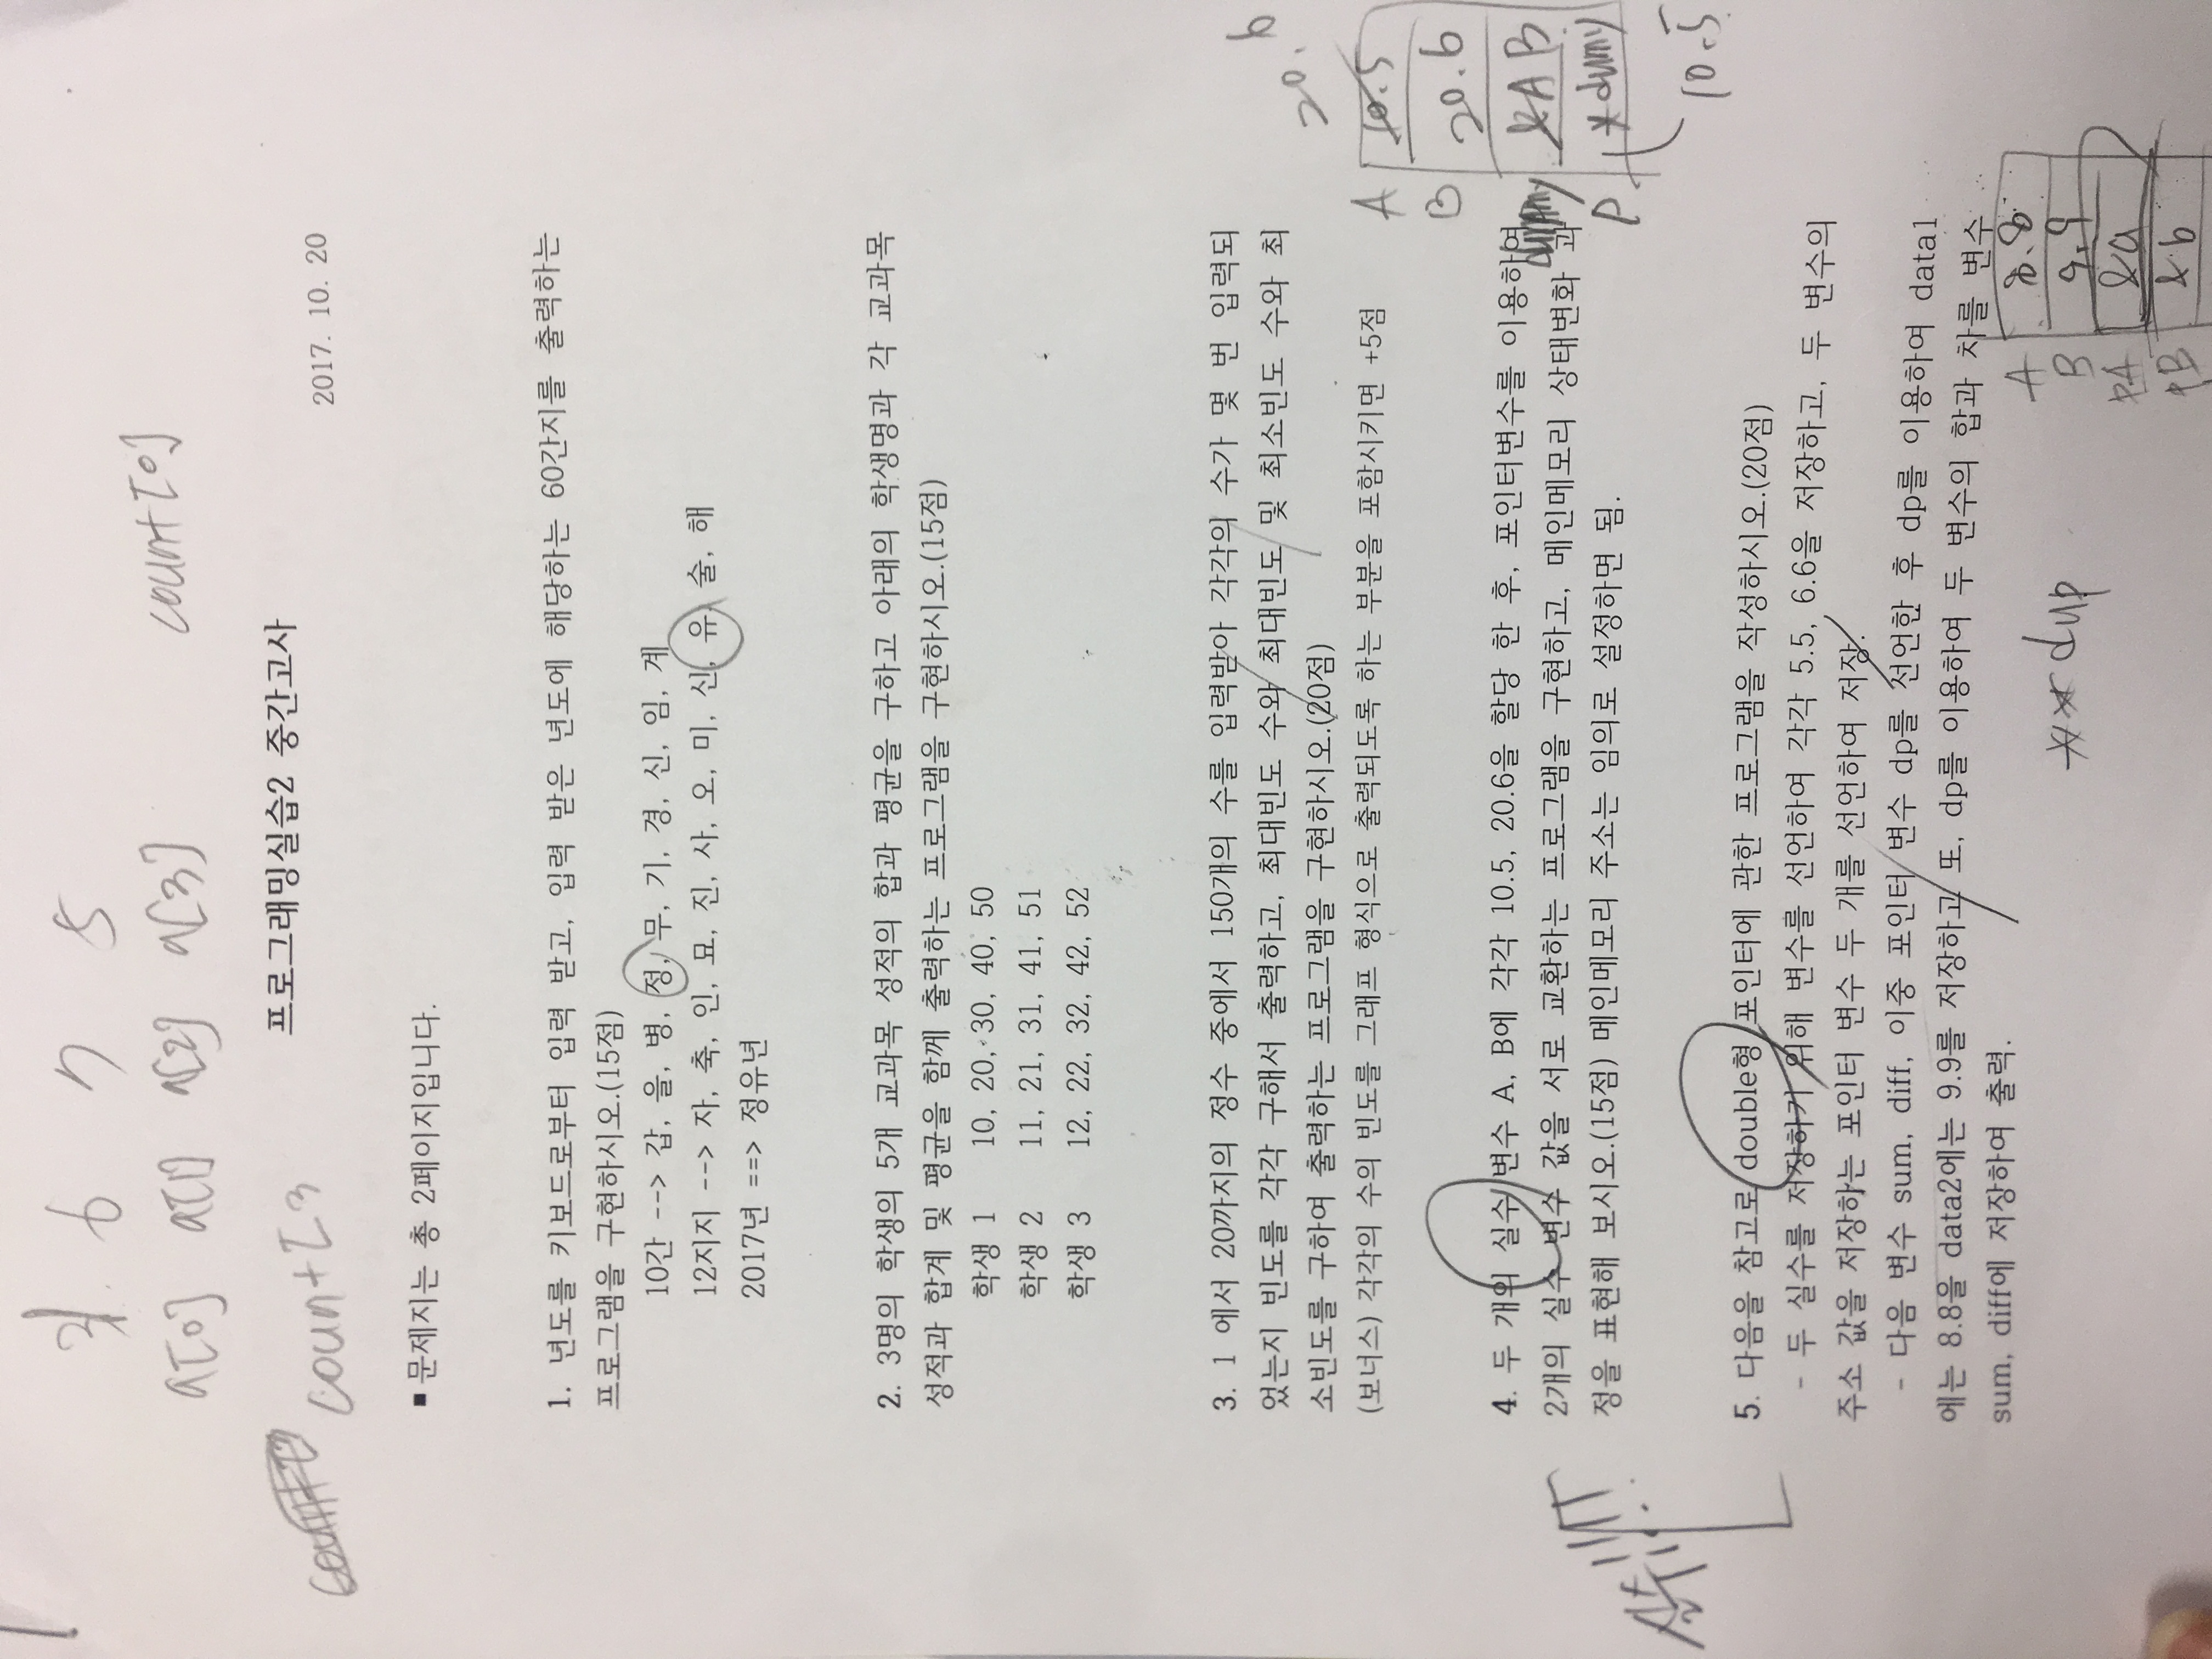 3 6 7 5
a[0] a[1] a[2] a[3]
count[0]
프로그래밍실습2 중간고사
count[3
2017. 10. 20
■ 문제지는 총 2페이지입니다.
1. 년도를 키보드로부터 입력 받고, 입력 받은 년도에 해당하는 60간지를 출력하는
프로그램을 구현하시오.(15점)
10간 --> 갑, 을, 병, 정, 무, 기, 경, 신, 임, 계
12지지 --> 자, 축, 인, 묘, 진, 사, 오, 미, 신, 유, 술, 해
2017년 ==> 정유년
2. 3명의 학생의 5개 교과목 성적의 합과 평균을 구하고 아래의 학생명과 각 교과목
성적과 합계 및 평균을 함께 출력하는 프로그램을 구현하시오.(15점)
학생 1 10, 20, 30, 40, 50
학생 2 11, 21, 31, 41, 51
학생 3 12, 22, 32, 42, 52
3. 1 에서 20까지의 정수 중에서 150개의 수를 입력받아 각각의 수가 몇 번 입력되
었는지 빈도를 각각 구해서 출력하고, 최대빈도 수와 최대빈도 및 최소빈도 수와 최
소빈도를 구하여 출력하는 프로그램을 구현하시오.(20점)
(보너스) 각각의 수의 빈도를 그래프 형식으로 출력되도록 하는 부분을 포함시키면 +5점
20.6
A 10.5
B 20.6
dummy &A B
P *dumy
10.5
4. 두 개의 실수 변수 A, B에 각각 10.5, 20.6을 할당 한 후, 포인터변수를 이용하여
2개의 실수 변수 값을 서로 교환하는 프로그램을 구현하고, 메인메모리 상태변화 과
정을 표현해 보시오.(15점) 메인메모리 주소는 임의로 설정하면 됨.
실수!!!!
5. 다음을 참고로 double형 포인터에 관한 프로그램을 작성하시오.(20점)
- 두 실수를 저장하기 위해 변수를 선언하여 각각 5.5, 6.6을 저장하고, 두 변수의
주소 값을 저장하는 포인터 변수 두 개를 선언하여 저장.
- 다음 변수 sum, diff, 이중 포인터 변수 dp를 선언한 후 dp를 이용하여 data1
에는 8.8을 data2에는 9.9를 저장하고 또, dp를 이용하여 두 변수의 합과 차를 변수
sum, diff에 저장하여 출력.
**dup
A 8.8
B 9.9
pA &a
pB &b